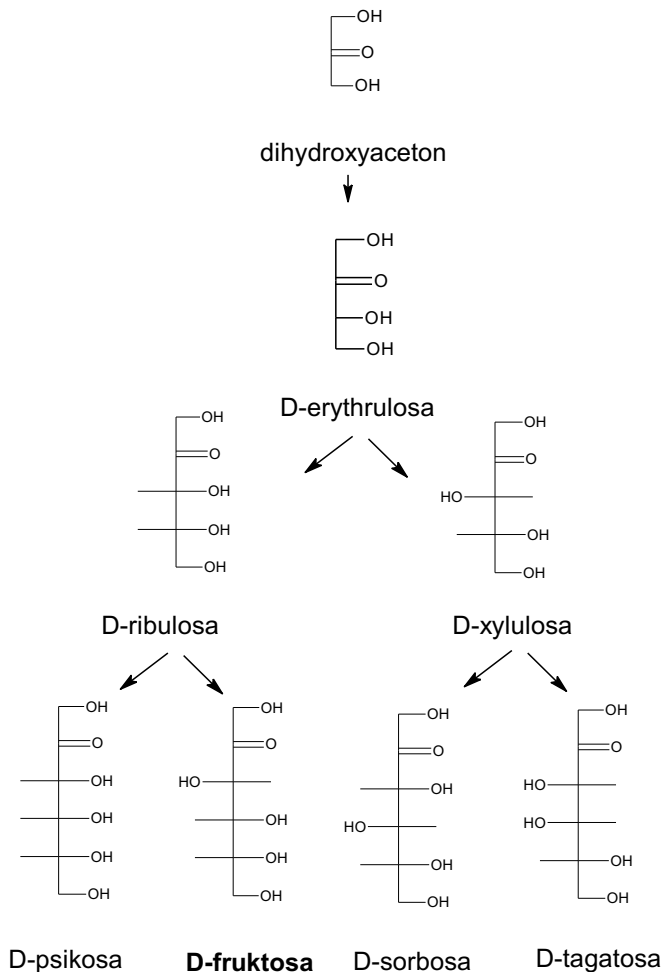 OH
O
OH
dihydroxyaceton
OH
O
OH
OH
D-erythrulosa
OH
O
OH
OH
OH
OH
O
HO
OH
OH
D-ribulosa
D-xylulosa
OH
O
OH
OH
OH
OH
OH
O
HO
OH
OH
OH
OH
O
OH
HO
OH
OH
OH
O
HO
HO
OH
OH
D-psikosa
D-fruktosa
D-sorbosa
D-tagatosa